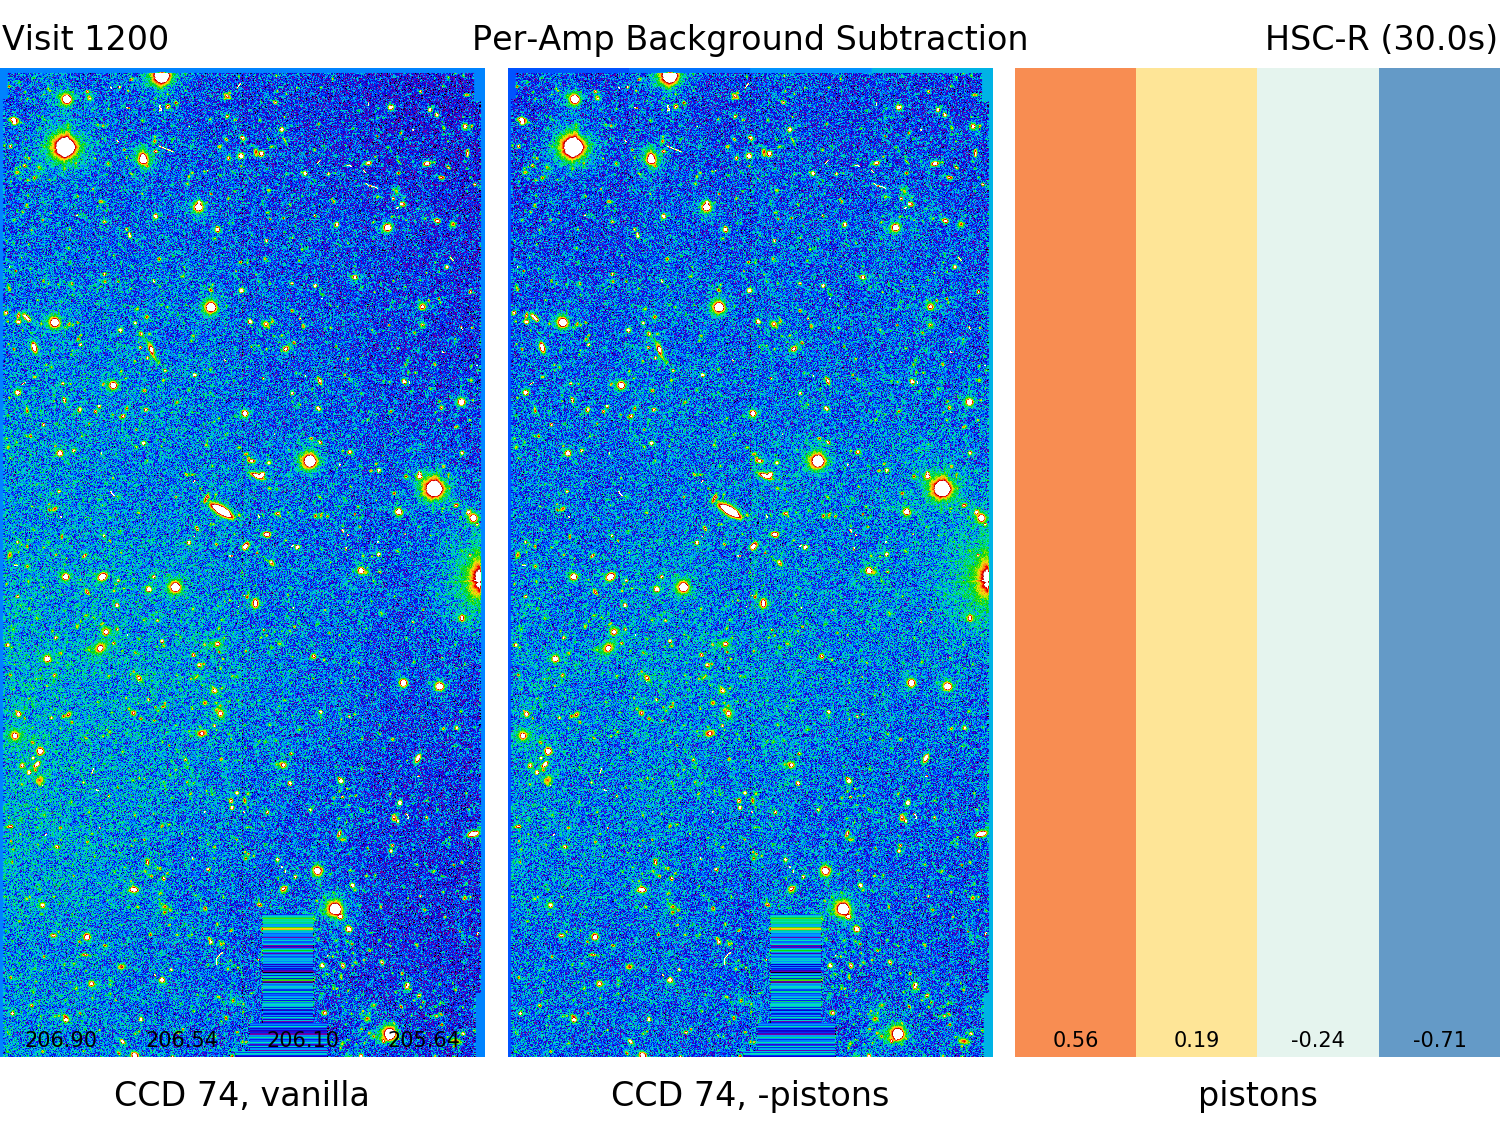 Visit 1200 Per-Amp Background Subtraction HSC-R (30.0s)
206.90 206.54 206.10 205.64 0.56 0.19 -0.24 -0.71
CCD 74, vanilla CCD 74, -pistons pistons